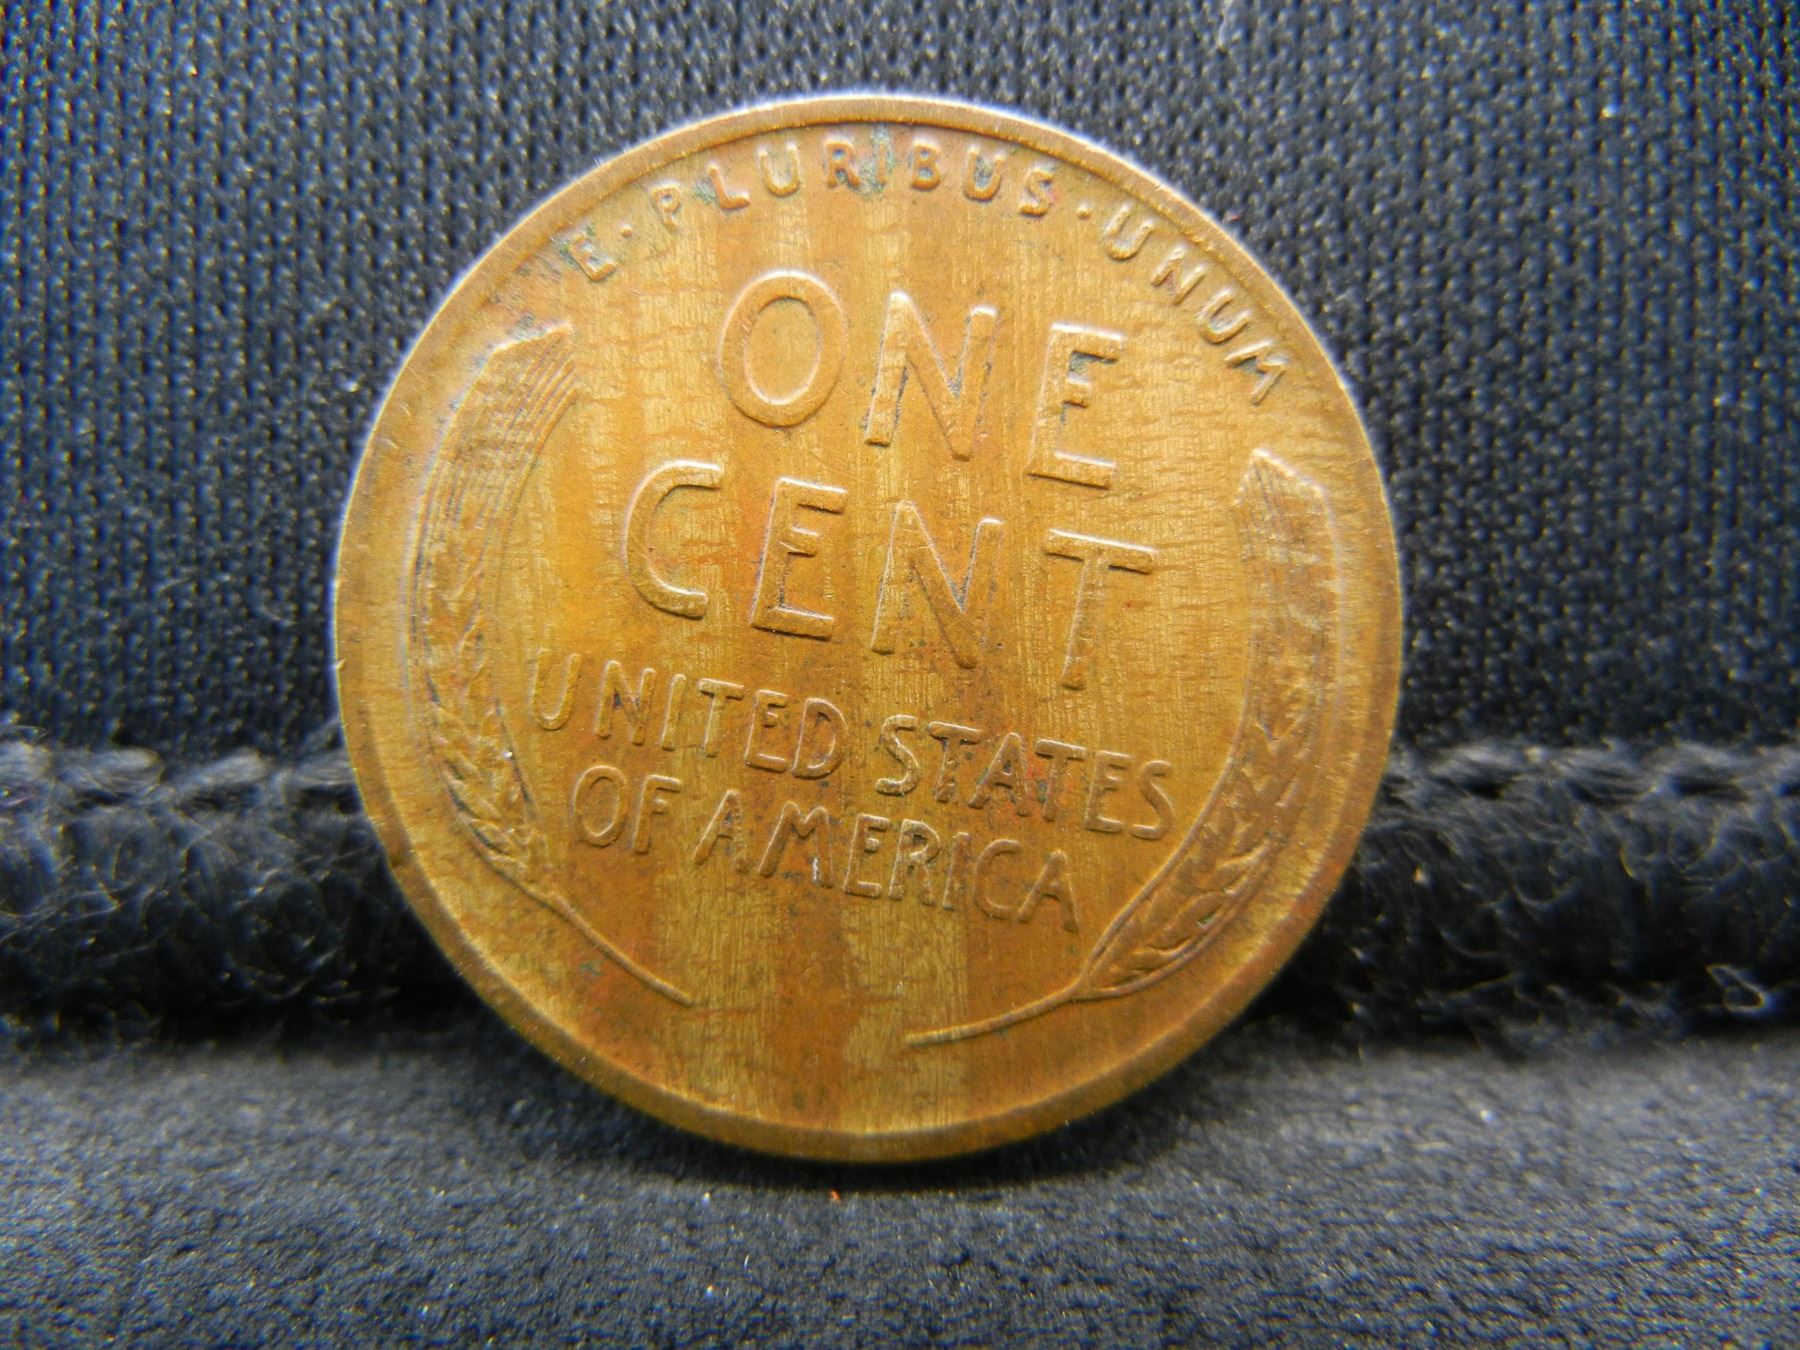 E·PLURIBUS·UNUM
ONE
CENT
UNITED STATES
OF AMERICA